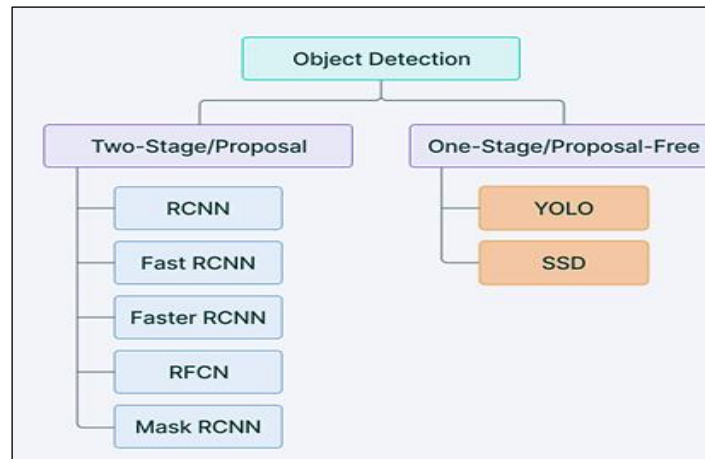 Object Detection
Two-Stage/Proposal
One-Stage/Proposal-Free
RCNN
Fast RCNN
Faster RCNN
RFCN
Mask RCNN
YOLO
SSD